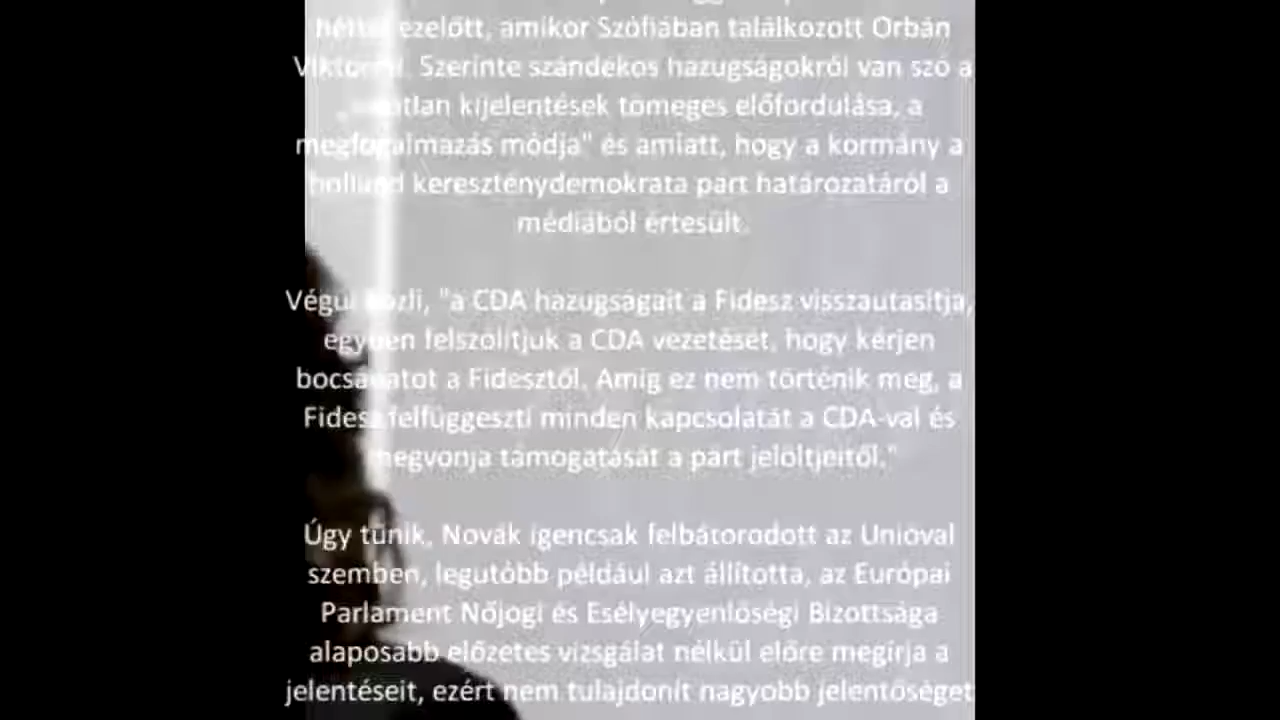 ezelőtt, amikor Szófiában találkozott Orbán
Szerinte szándékos hazugságokról van szó a
kijelentések tömeges előfordulása, a
megfogalmazás módja" és amiatt, hogy a kormány a
holland kereszténydemokrata párt határozatáról a
médiából értesült.
Végül közli, "a CDA hazugságait a Fidesz visszautasítja,
egyben felszólítjuk a CDA vezetését, hogy kérjen
bocsánatot a Fidesztől. Amíg ez nem történik meg, a
Fidesz felfüggeszti minden kapcsolatát a CDA-val és
megvonja támogatását a párt jelöltjeitől."
Úgy tűnik, Novák igencsak felbátorodott az Unióval
szemben, legutóbb például azt állította, az Európai
Parlament Nőjogi és Esélyegyenlőségi Bizottsága
alaposabb előzetes vizsgálat nélkül előre megírja a
jelentéseit, ezért nem tulajdonít nagyobb jelentőséget